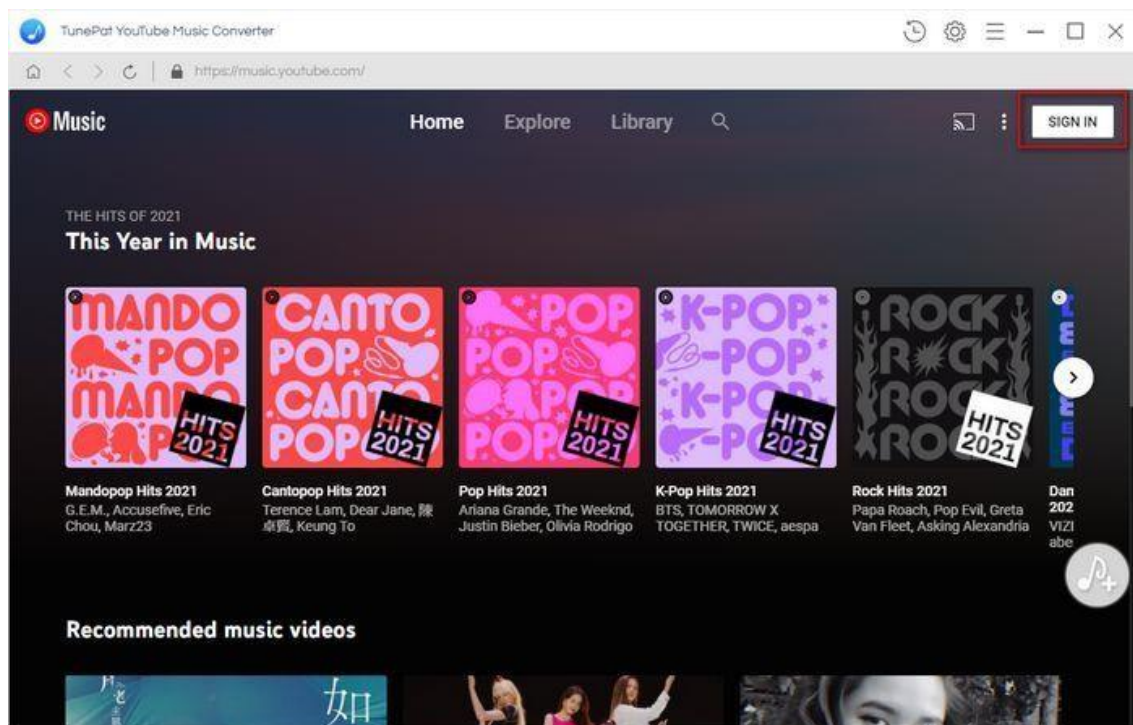 TunePat YouTube Music Converter
https://music.youtube.com/
Music
Home
Explore
Library
SIGN IN
THE HITS OF 2021
This Year in Music
MANDO
POP
MANDO
POP
HITS
2021
CANTO
POP
CANTO
POP
HITS
2021
POP
POP
HITS
2021
K-POP
-POP
K-POP
-POP
HITS
2021
ROCK
R CK
ROCK
ROCK
HITS
2021
Mandopop Hits 2021
G.E.M., Accusefive, Eric
Chou, Marz23
Cantopop Hits 2021
Terence Lam, Dear Jane, 陳
卓賢, Keung To
Pop Hits 2021
Ariana Grande, The Weeknd,
Justin Bieber, Olivia Rodrigo
K-Pop Hits 2021
BTS, TOMORROW X
TOGETHER, TWICE, aespa
Rock Hits 2021
Papa Roach, Pop Evil, Greta
Van Fleet, Asking Alexandria
Dan
202
VIZI
abe
Recommended music videos
如